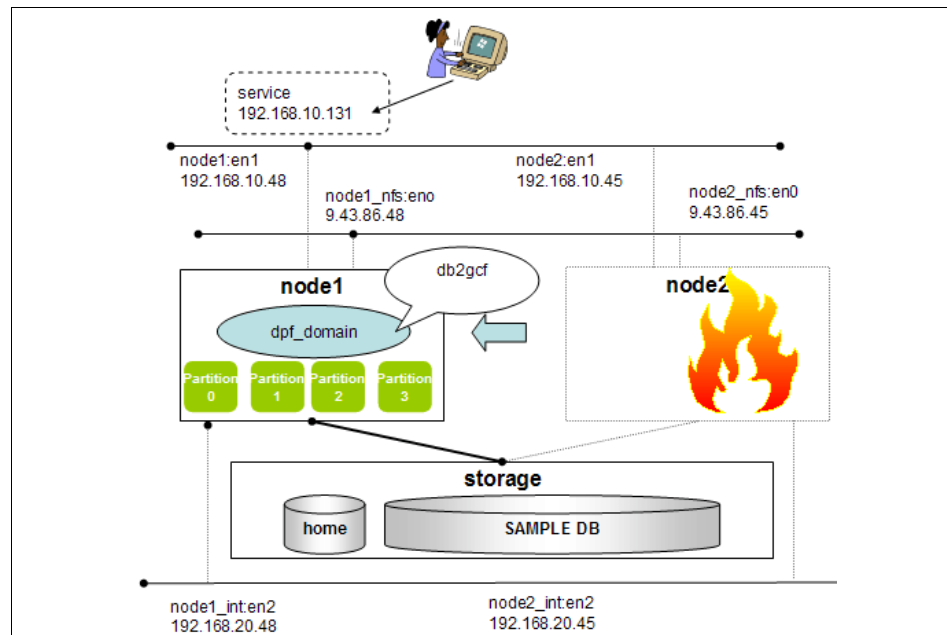 service
192.168.10.131
node1:en1
192.168.10.48
node2:en1
192.168.10.45
node1_nfs:eno
9.43.86.48
node2_nfs:en0
9.43.86.45
node1
db2gcf
node2
dpf_domain
Partition
0
Partition
1
Partition
2
Partition
3
storage
home
SAMPLE DB
node1_int:en2
192.168.20.48
node2_int:en2
192.168.20.45